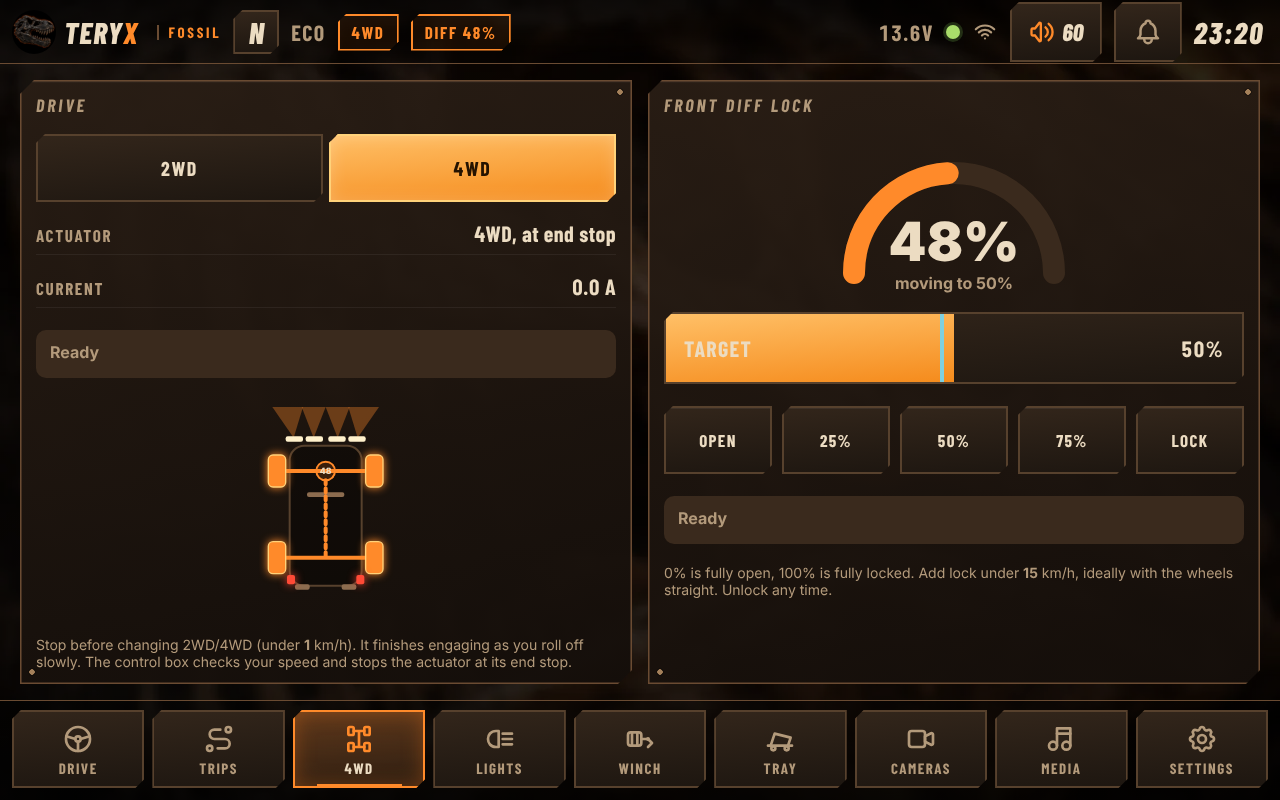 TERYX
FOSSIL
N
ECO
4WD
DIFF 48%
13.6V
60
23:20
DRIVE
2WD
4WD
ACTUATOR
4WD, at end stop
CURRENT
0.0 A
Ready
48
Stop before changing 2WD/4WD (under 1 km/h). It finishes engaging as you roll off
slowly. The control box checks your speed and stops the actuator at its end stop.
FRONT DIFF LOCK
48%
moving to 50%
TARGET
50%
OPEN
25%
50%
75%
LOCK
Ready
0% is fully open, 100% is fully locked. Add lock under 15 km/h, ideally with the wheels
straight. Unlock any time.
DRIVE
TRIPS
4WD
LIGHTS
WINCH
TRAY
CAMERAS
MEDIA
SETTINGS